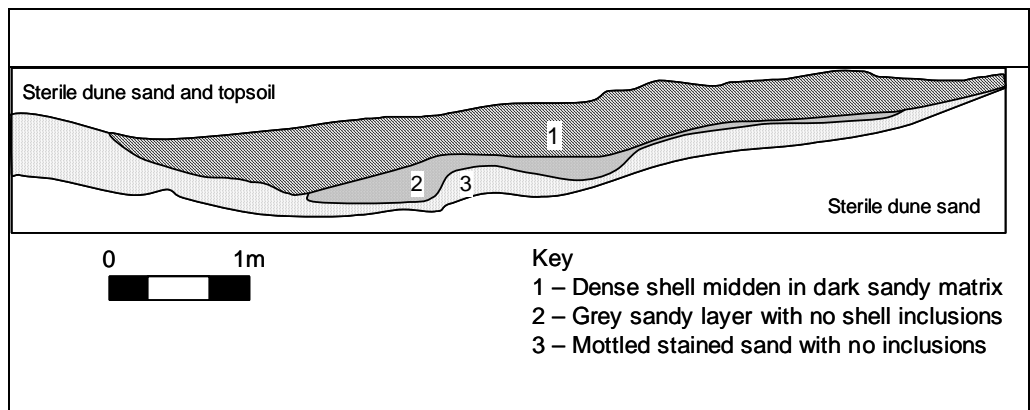 Sterile dune sand and topsoil
1
2
3
Sterile dune sand
0 1m
Key
1 – Dense shell midden in dark sandy matrix
2 – Grey sandy layer with no shell inclusions
3 – Mottled stained sand with no inclusions